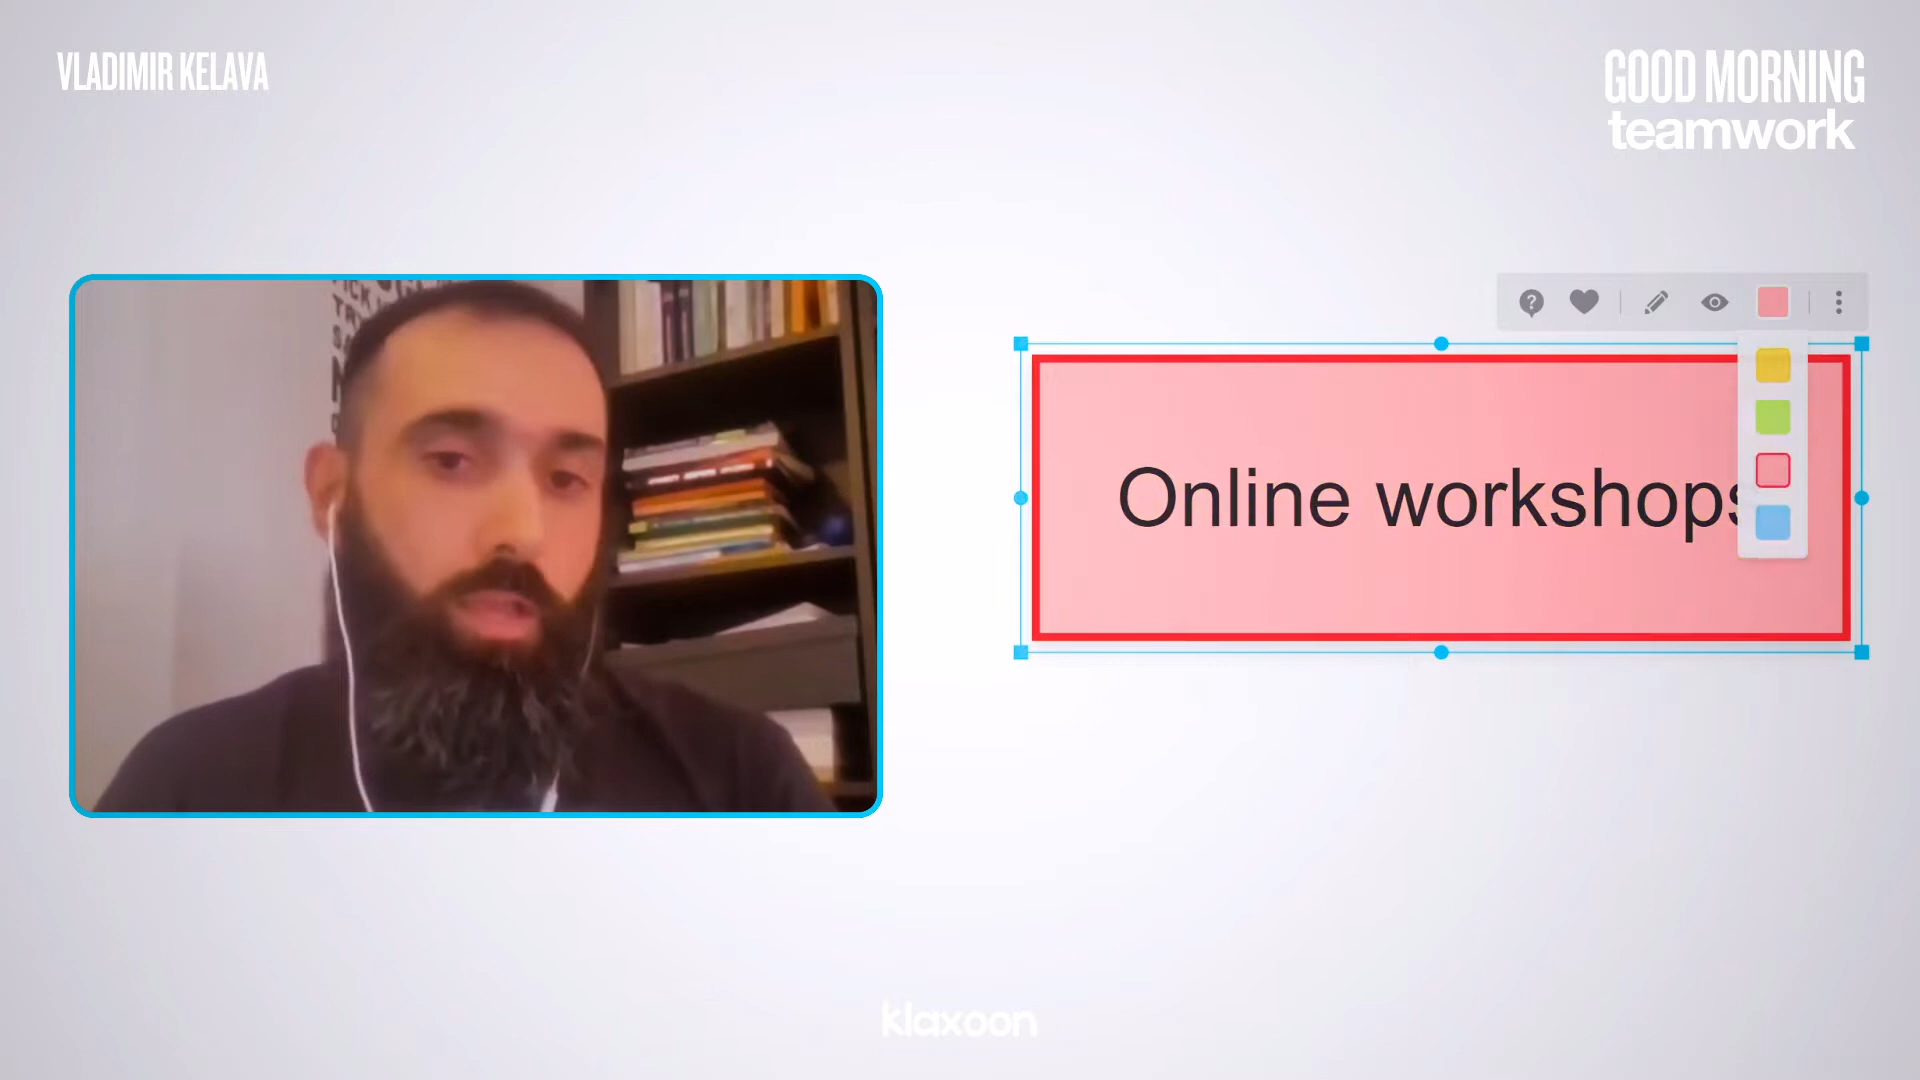 VLADIMIR KELAVA
GOOD MORNING
teamwork
Online workshops
klaxoon